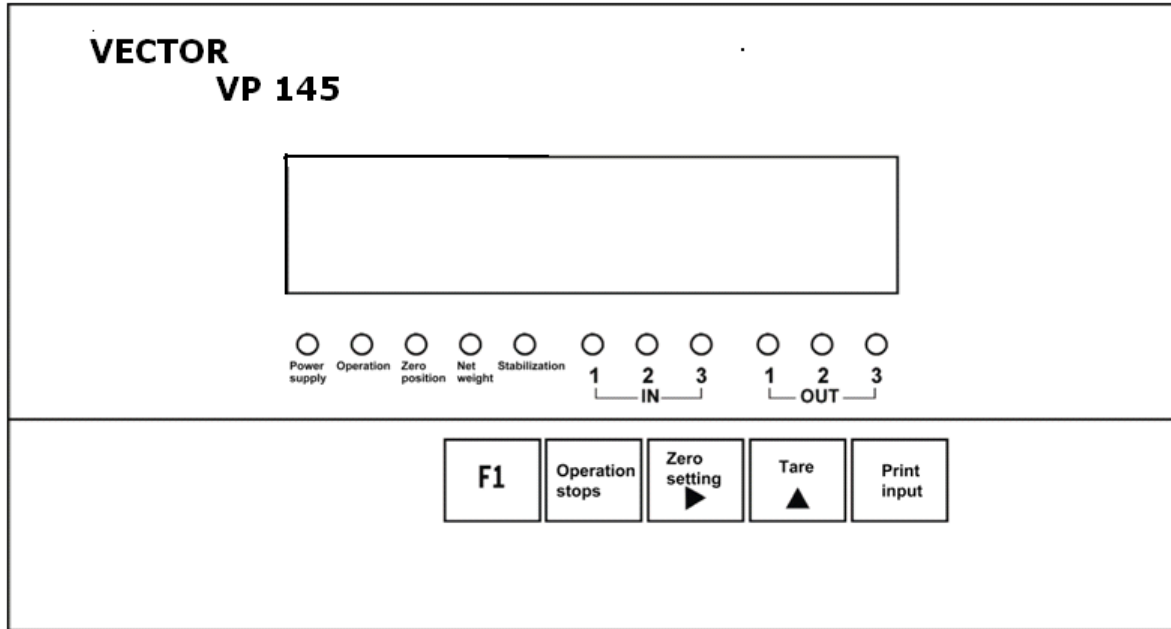 VECTOR
VP 145
Power supply
Operation
Zero position
Net weight
Stabilization
1 2 3
IN
1 2 3
OUT
F1
Operation
stops
Zero
setting
Tare
Print
input